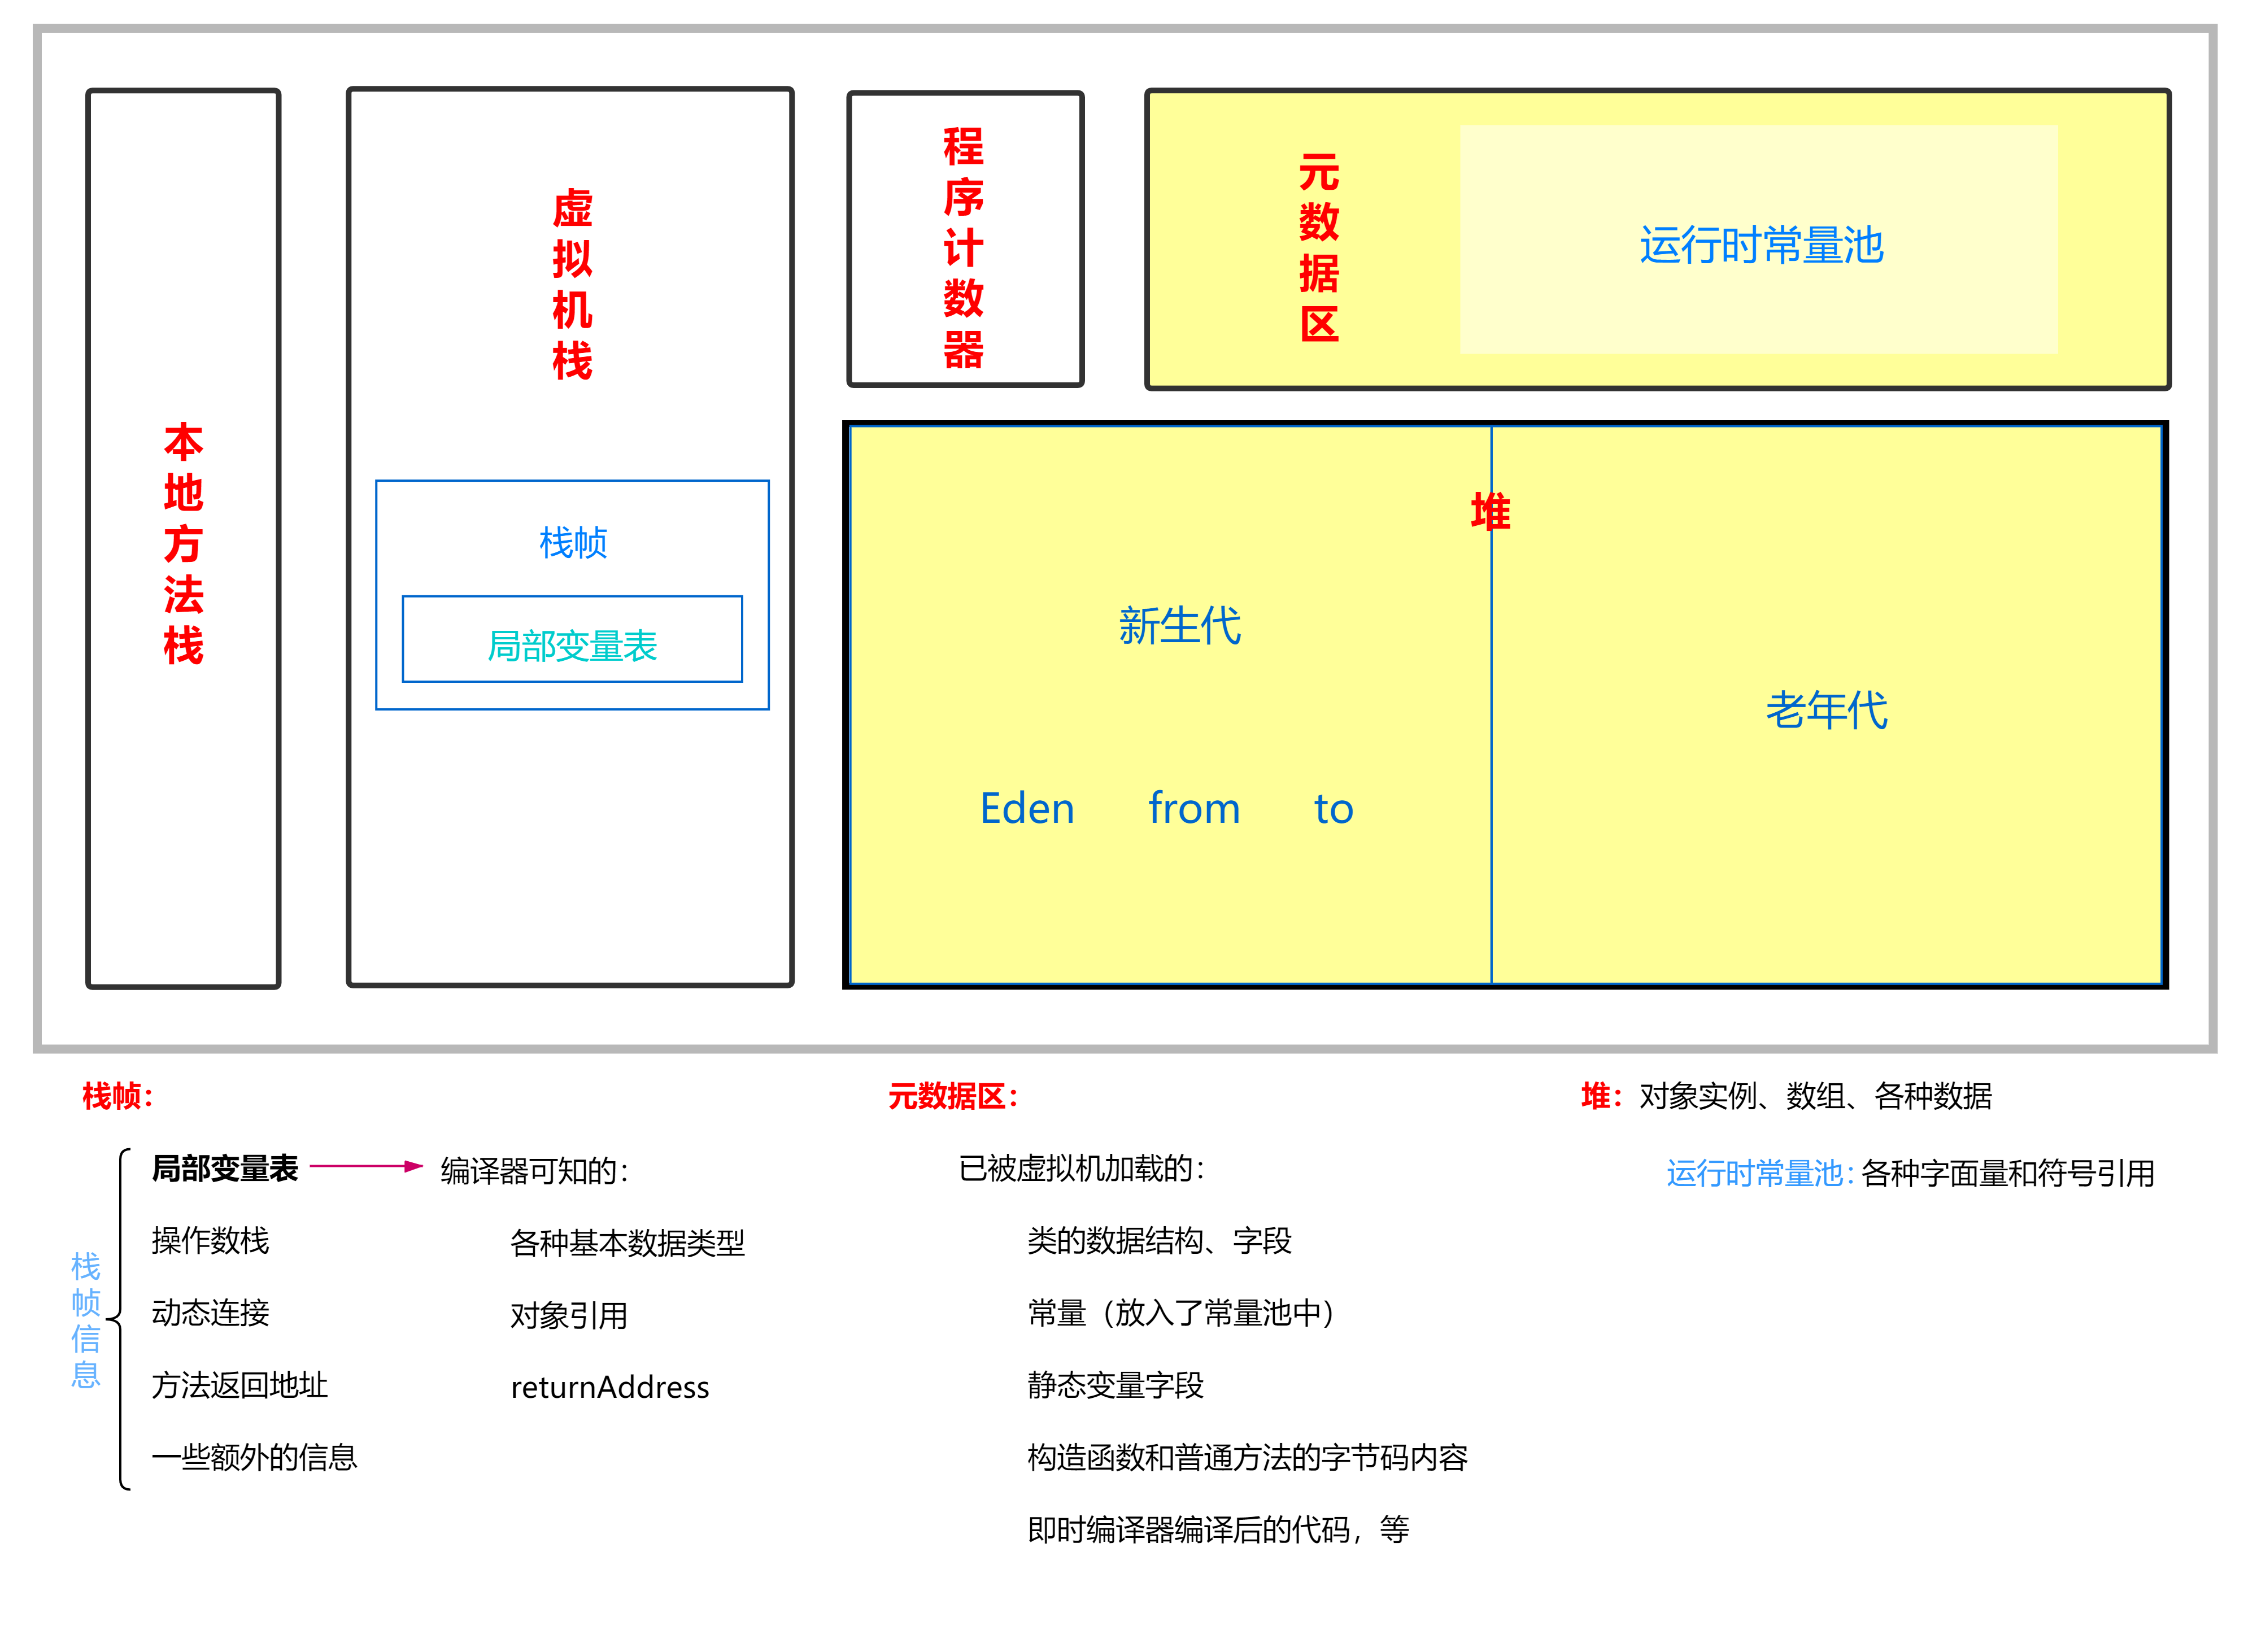 本地方法栈
虚拟机栈
栈帧
局部变量表
程序计数器
元数据区
运行时常量池
堆
新生代
Eden from to
老年代
栈帧：
栈帧信息
局部变量表
操作数栈
动态连接
方法返回地址
一些额外的信息
编译器可知的：
各种基本数据类型
对象引用
returnAddress
元数据区：
已被虚拟机加载的：
类的数据结构、字段
常量（放入了常量池中）
静态变量字段
构造函数和普通方法的字节码内容
即时编译器编译后的代码，等
堆：对象实例、数组、各种数据
运行时常量池：各种字面量和符号引用